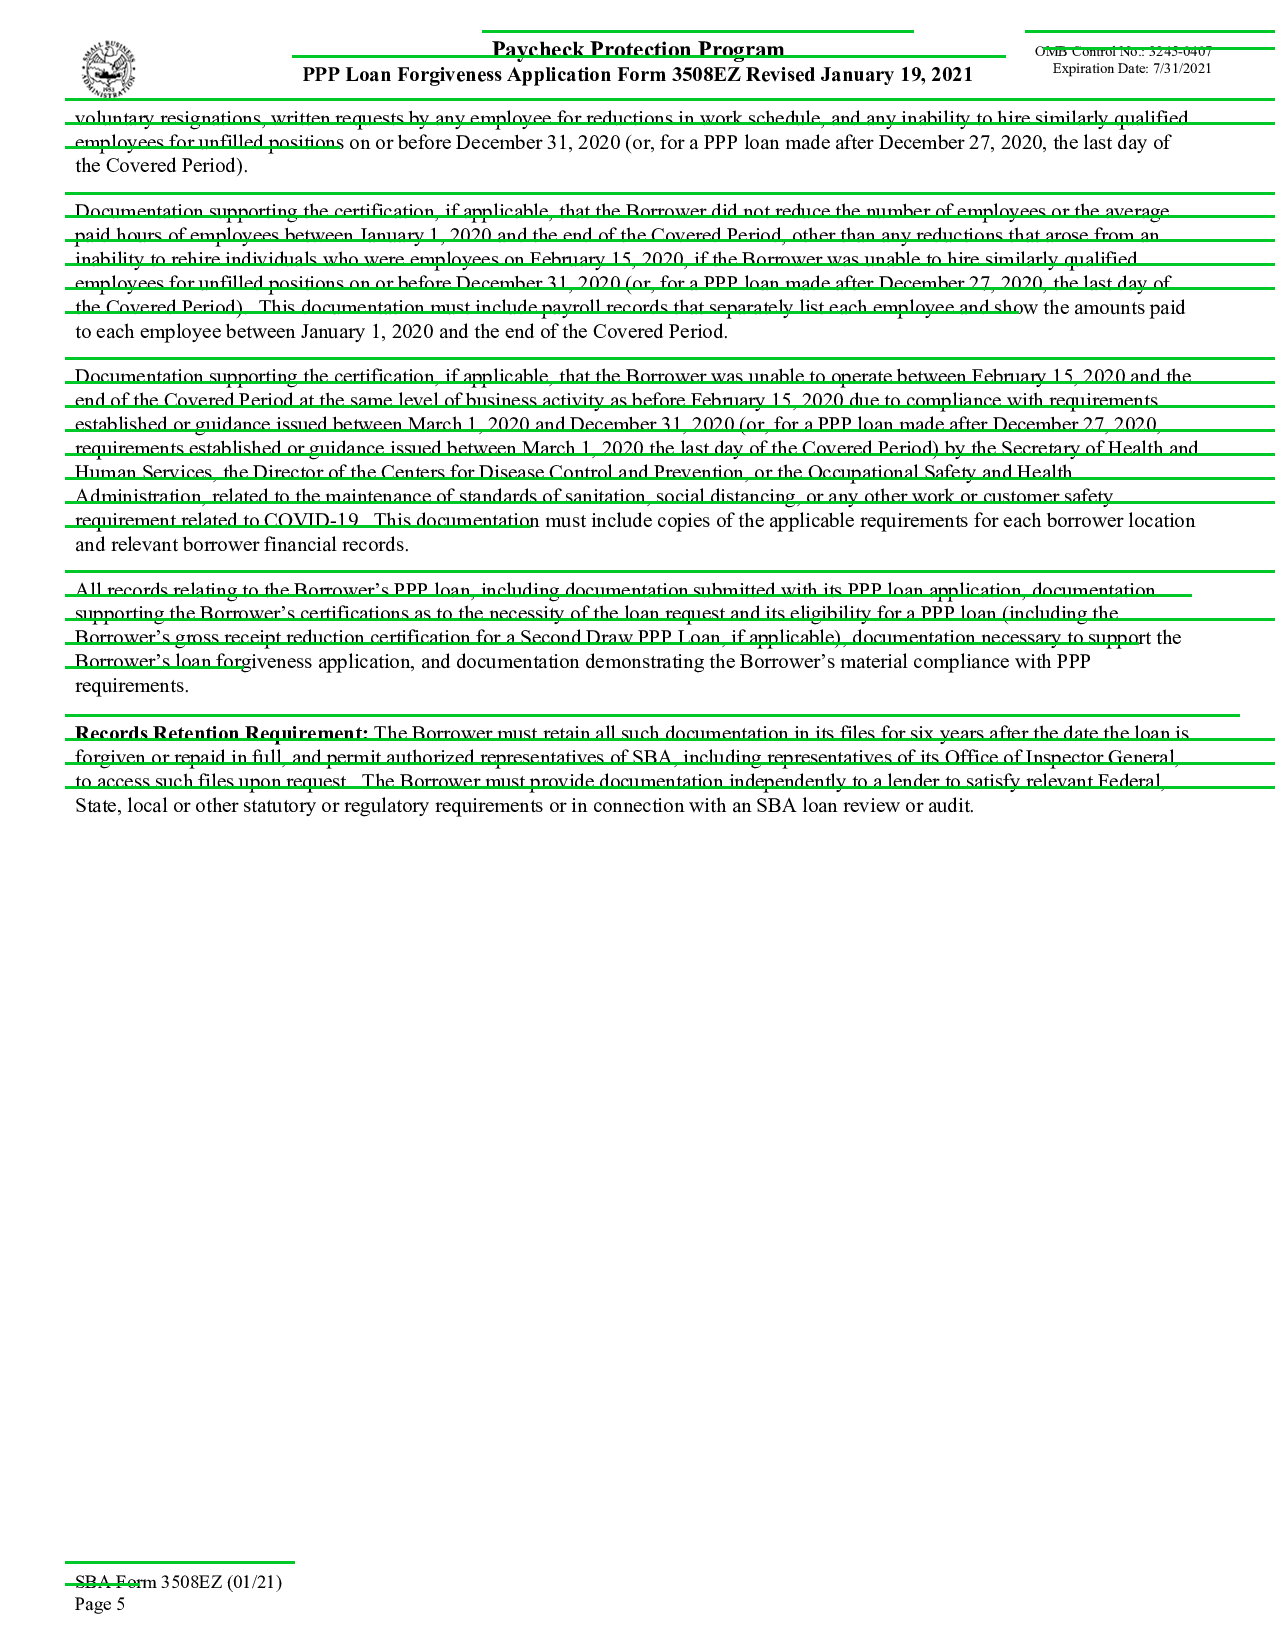 Paycheck Protection Program
PPP Loan Forgiveness Application Form 3508EZ Revised January 19, 2021
OMB Control No.: 3245-0407
Expiration Date: 7/31/2021
SMALL BUSINESS
1953
ADMINISTRATION
voluntary resignations, written requests by any employee for reductions in work schedule, and any inability to hire similarly qualified
employees for unfilled positions on or before December 31, 2020 (or, for a PPP loan made after December 27, 2020, the last day of
the Covered Period).
Documentation supporting the certification, if applicable, that the Borrower did not reduce the number of employees or the average
paid hours of employees between January 1, 2020 and the end of the Covered Period, other than any reductions that arose from an
inability to rehire individuals who were employees on February 15, 2020, if the Borrower was unable to hire similarly qualified
employees for unfilled positions on or before December 31, 2020 (or, for a PPP loan made after December 27, 2020, the last day of
the Covered Period). This documentation must include payroll records that separately list each employee and show the amounts paid
to each employee between January 1, 2020 and the end of the Covered Period.
Documentation supporting the certification, if applicable, that the Borrower was unable to operate between February 15, 2020 and the
end of the Covered Period at the same level of business activity as before February 15, 2020 due to compliance with requirements
established or guidance issued between March 1, 2020 and December 31, 2020 (or, for a PPP loan made after December 27, 2020,
requirements established or guidance issued between March 1, 2020 the last day of the Covered Period) by the Secretary of Health and
Human Services, the Director of the Centers for Disease Control and Prevention, or the Occupational Safety and Health
Administration, related to the maintenance of standards of sanitation, social distancing, or any other work or customer safety
requirement related to COVID-19. This documentation must include copies of the applicable requirements for each borrower location
and relevant borrower financial records.
All records relating to the Borrower’s PPP loan, including documentation submitted with its PPP loan application, documentation
supporting the Borrower’s certifications as to the necessity of the loan request and its eligibility for a PPP loan (including the
Borrower’s gross receipt reduction certification for a Second Draw PPP Loan, if applicable), documentation necessary to support the
Borrower’s loan forgiveness application, and documentation demonstrating the Borrower’s material compliance with PPP
requirements.
Records Retention Requirement: The Borrower must retain all such documentation in its files for six years after the date the loan is
forgiven or repaid in full, and permit authorized representatives of SBA, including representatives of its Office of Inspector General,
to access such files upon request. The Borrower must provide documentation independently to a lender to satisfy relevant Federal,
State, local or other statutory or regulatory requirements or in connection with an SBA loan review or audit.
SBA Form 3508EZ (01/21)
Page 5